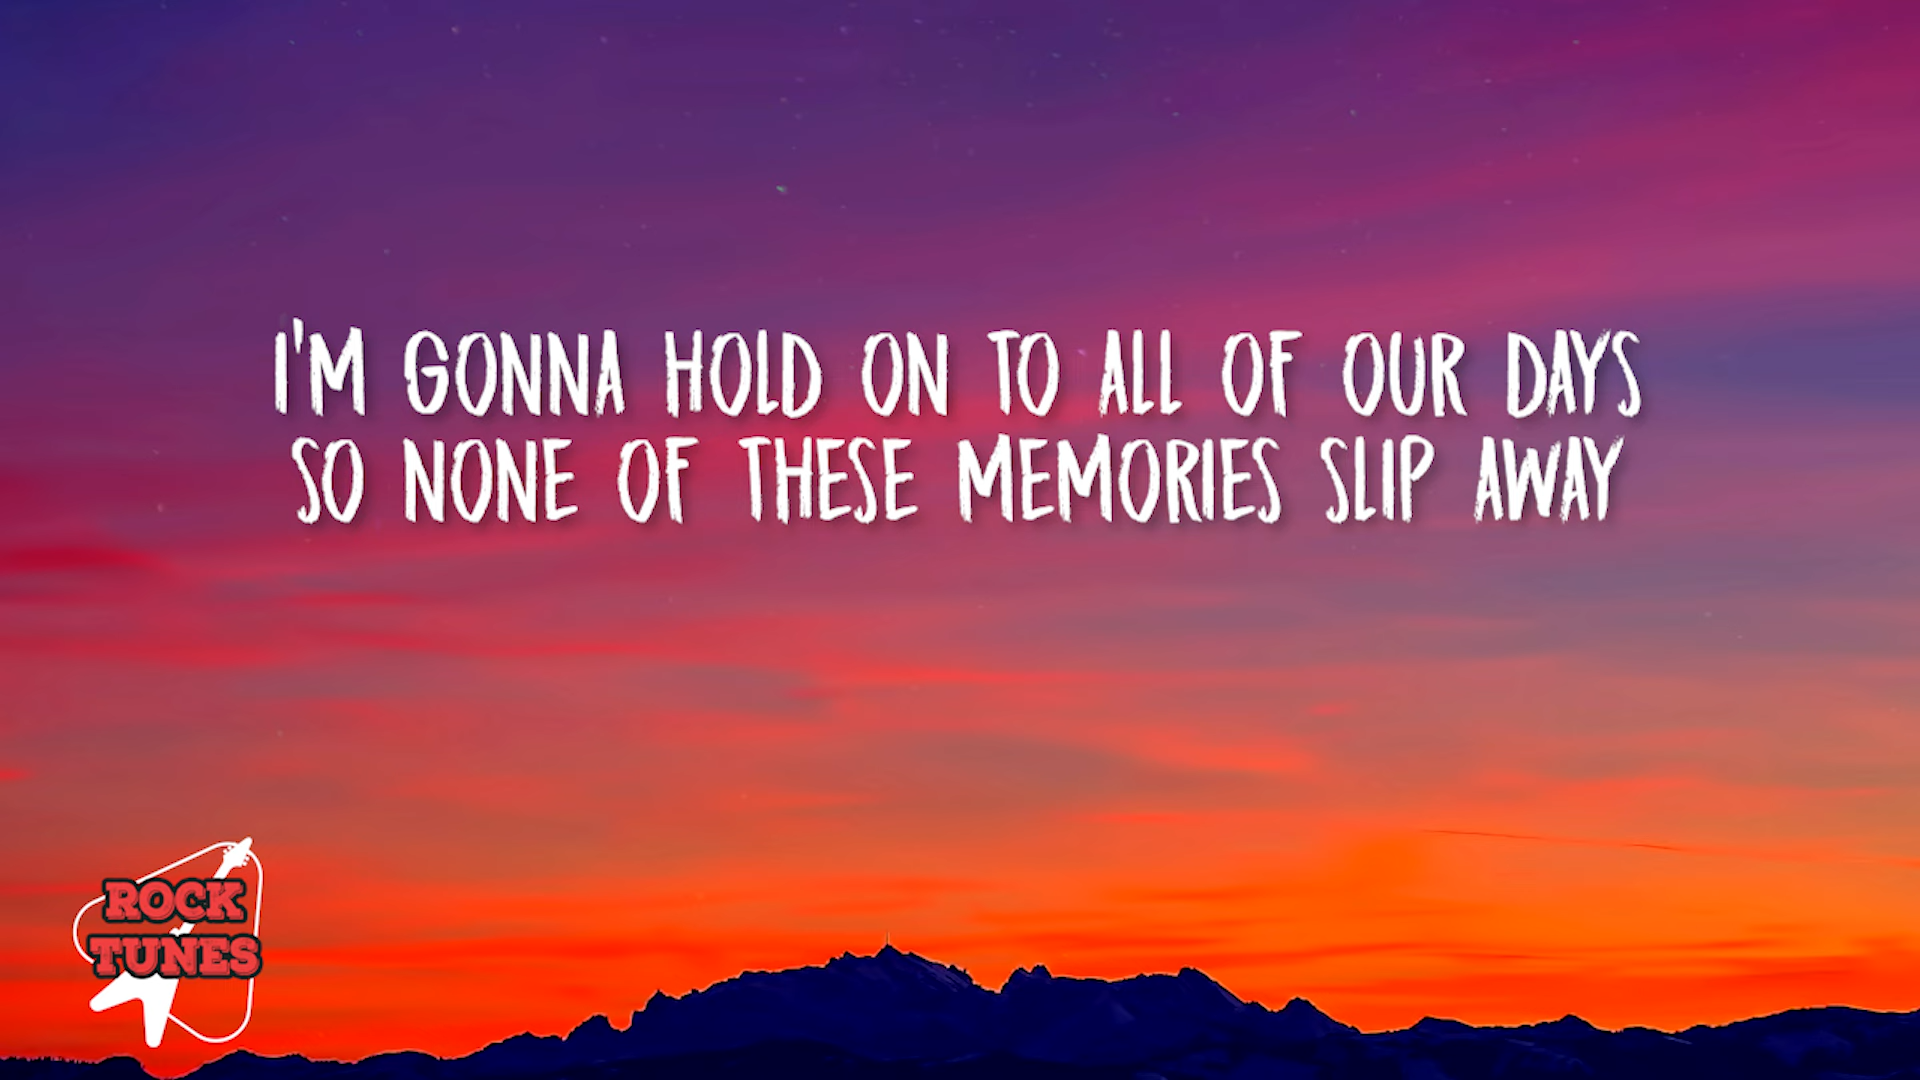 I'M GONNA HOLD ON TO ALL OF OUR DAYS
SO NONE OF THESE MEMORIES SLIP AWAY
ROCK
TUNES